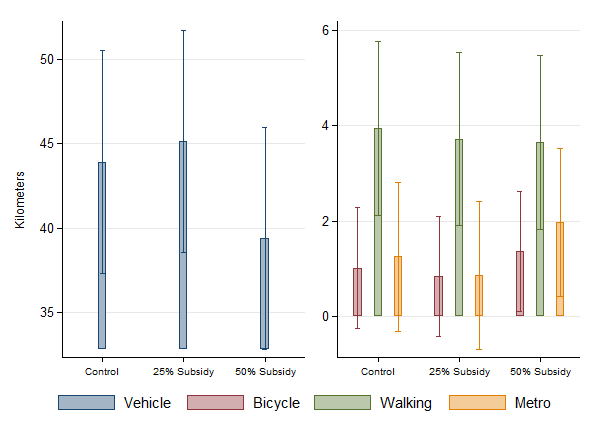 Kilometers
50
45
40
35
Control 25% Subsidy 50% Subsidy
6
4
2
0
Control 25% Subsidy 50% Subsidy
Vehicle Bicycle Walking Metro